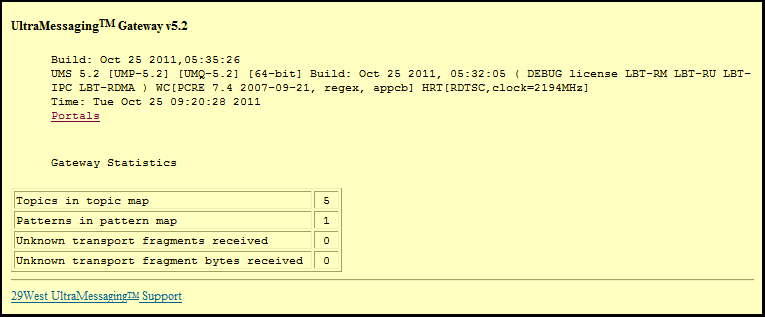 UltraMessagingTM Gateway v5.2
Build: Oct 25 2011,05:35:26
UMS 5.2 [UMP-5.2] [UMQ-5.2] [64-bit] Build: Oct 25 2011, 05:32:05 ( DEBUG license LBT-RM LBT-RU LBT-
IPC LBT-RDMA ) WC[PCRE 7.4 2007-09-21, regex, appcb] HRT[RDTSC,clock=2194MHz]
Time: Tue Oct 25 09:20:28 2011
Portals
Gateway Statistics
Topics in topic map 5
Patterns in pattern map 1
Unknown transport fragments received 0
Unknown transport fragment bytes received 0
29West UltraMessagingTM Support